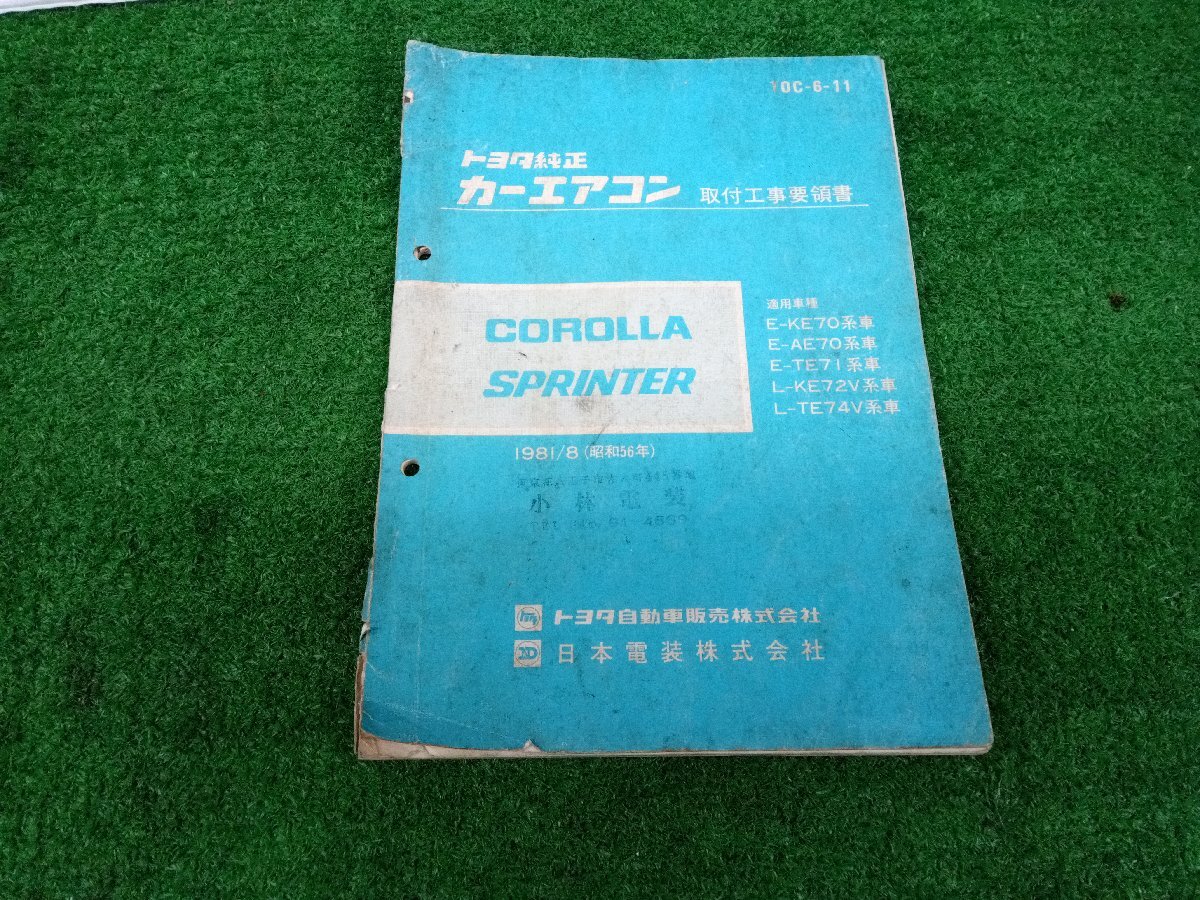 TOC-6-11
トヨタ純正
カーエアコン 取付工事要領書
COROLLA
SPRINTER
適用車種
E-KE70系車
E-AE70系車
E-TE71系車
L-KE72V系車
L-TE74V系車
1981/8 (昭和56年)
小林電装
トヨタ自動車販売株式会社
ND 日本電装株式会社